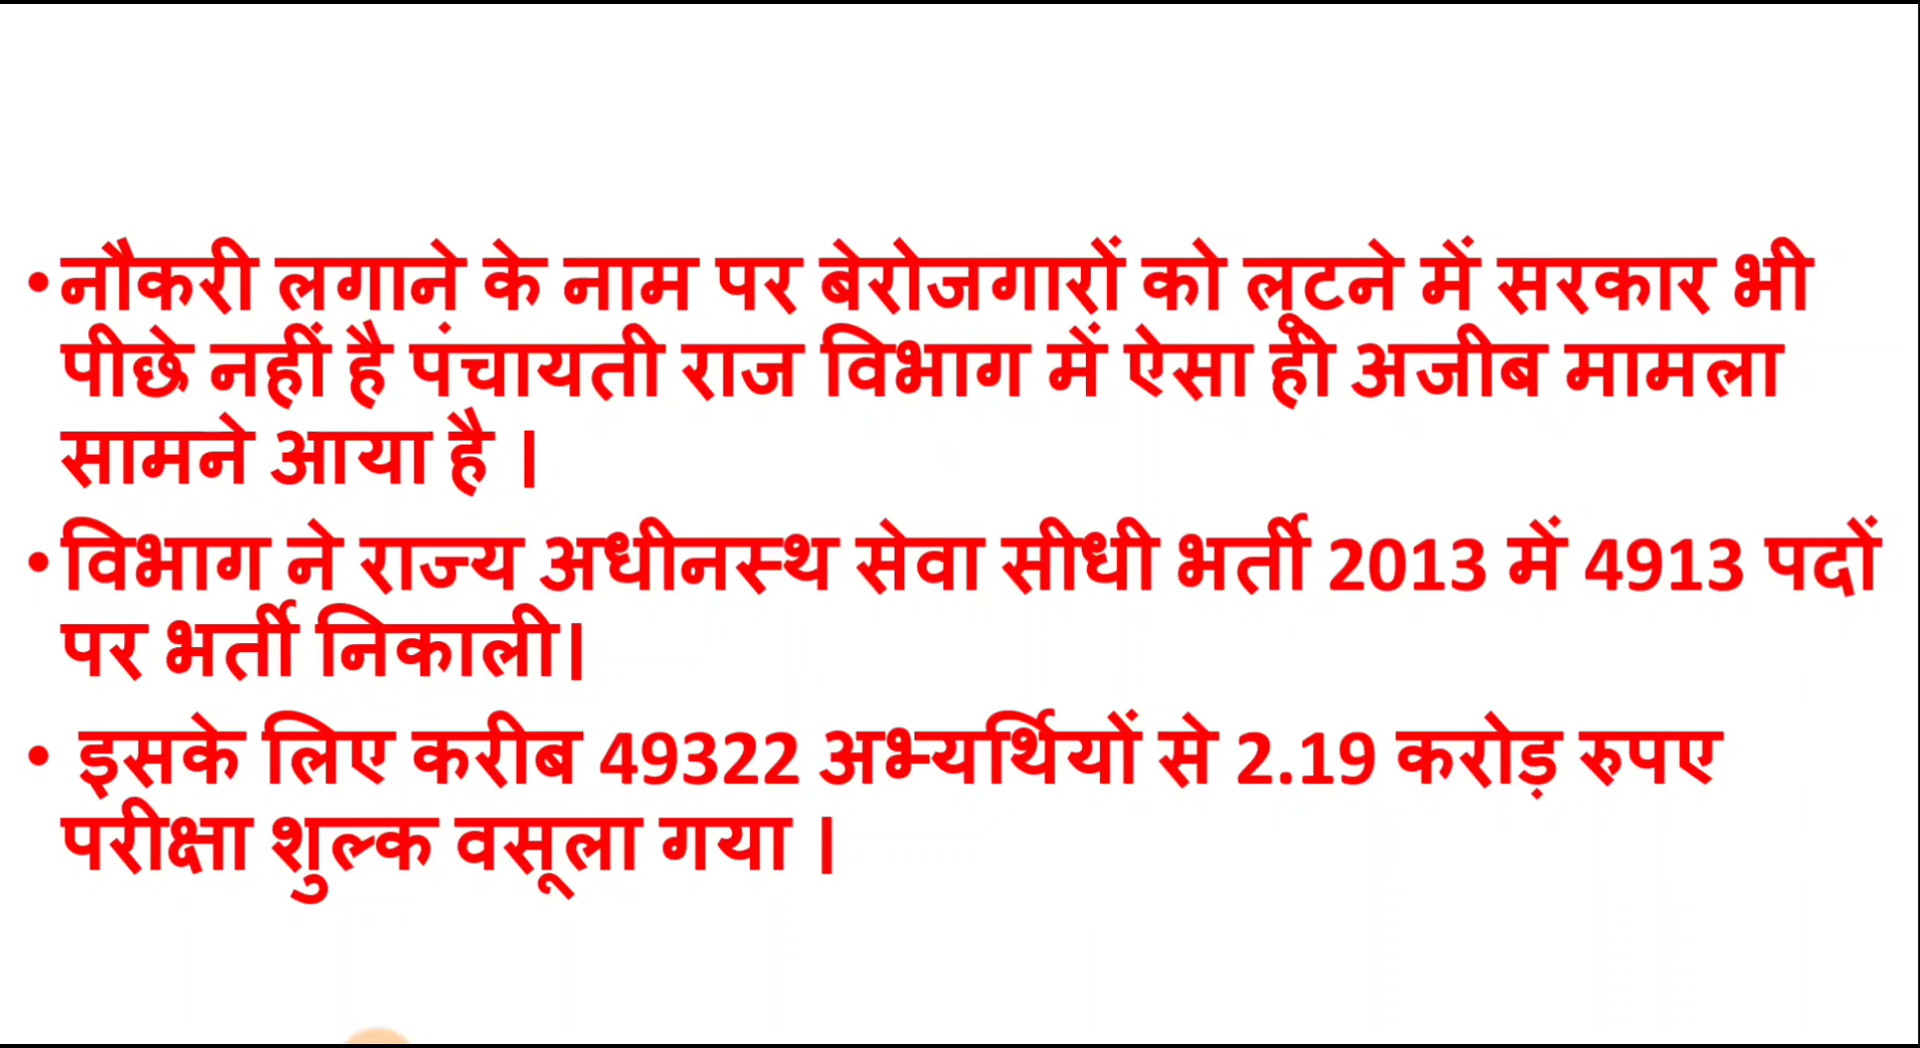 •नौकरी लगाने के नाम पर बेरोजगारों को लूटने में सरकार भी
पीछे नहीं है पंचायती राज विभाग में ऐसा ही अजीब मामला
सामने आया है ।
•विभाग ने राज्य अधीनस्थ सेवा सीधी भर्ती 2013 में 4913 पदों
पर भर्ती निकाली।
• इसके लिए करीब 49322 अभ्यर्थियों से 2.19 करोड़ रुपए
परीक्षा शुल्क वसूला गया ।